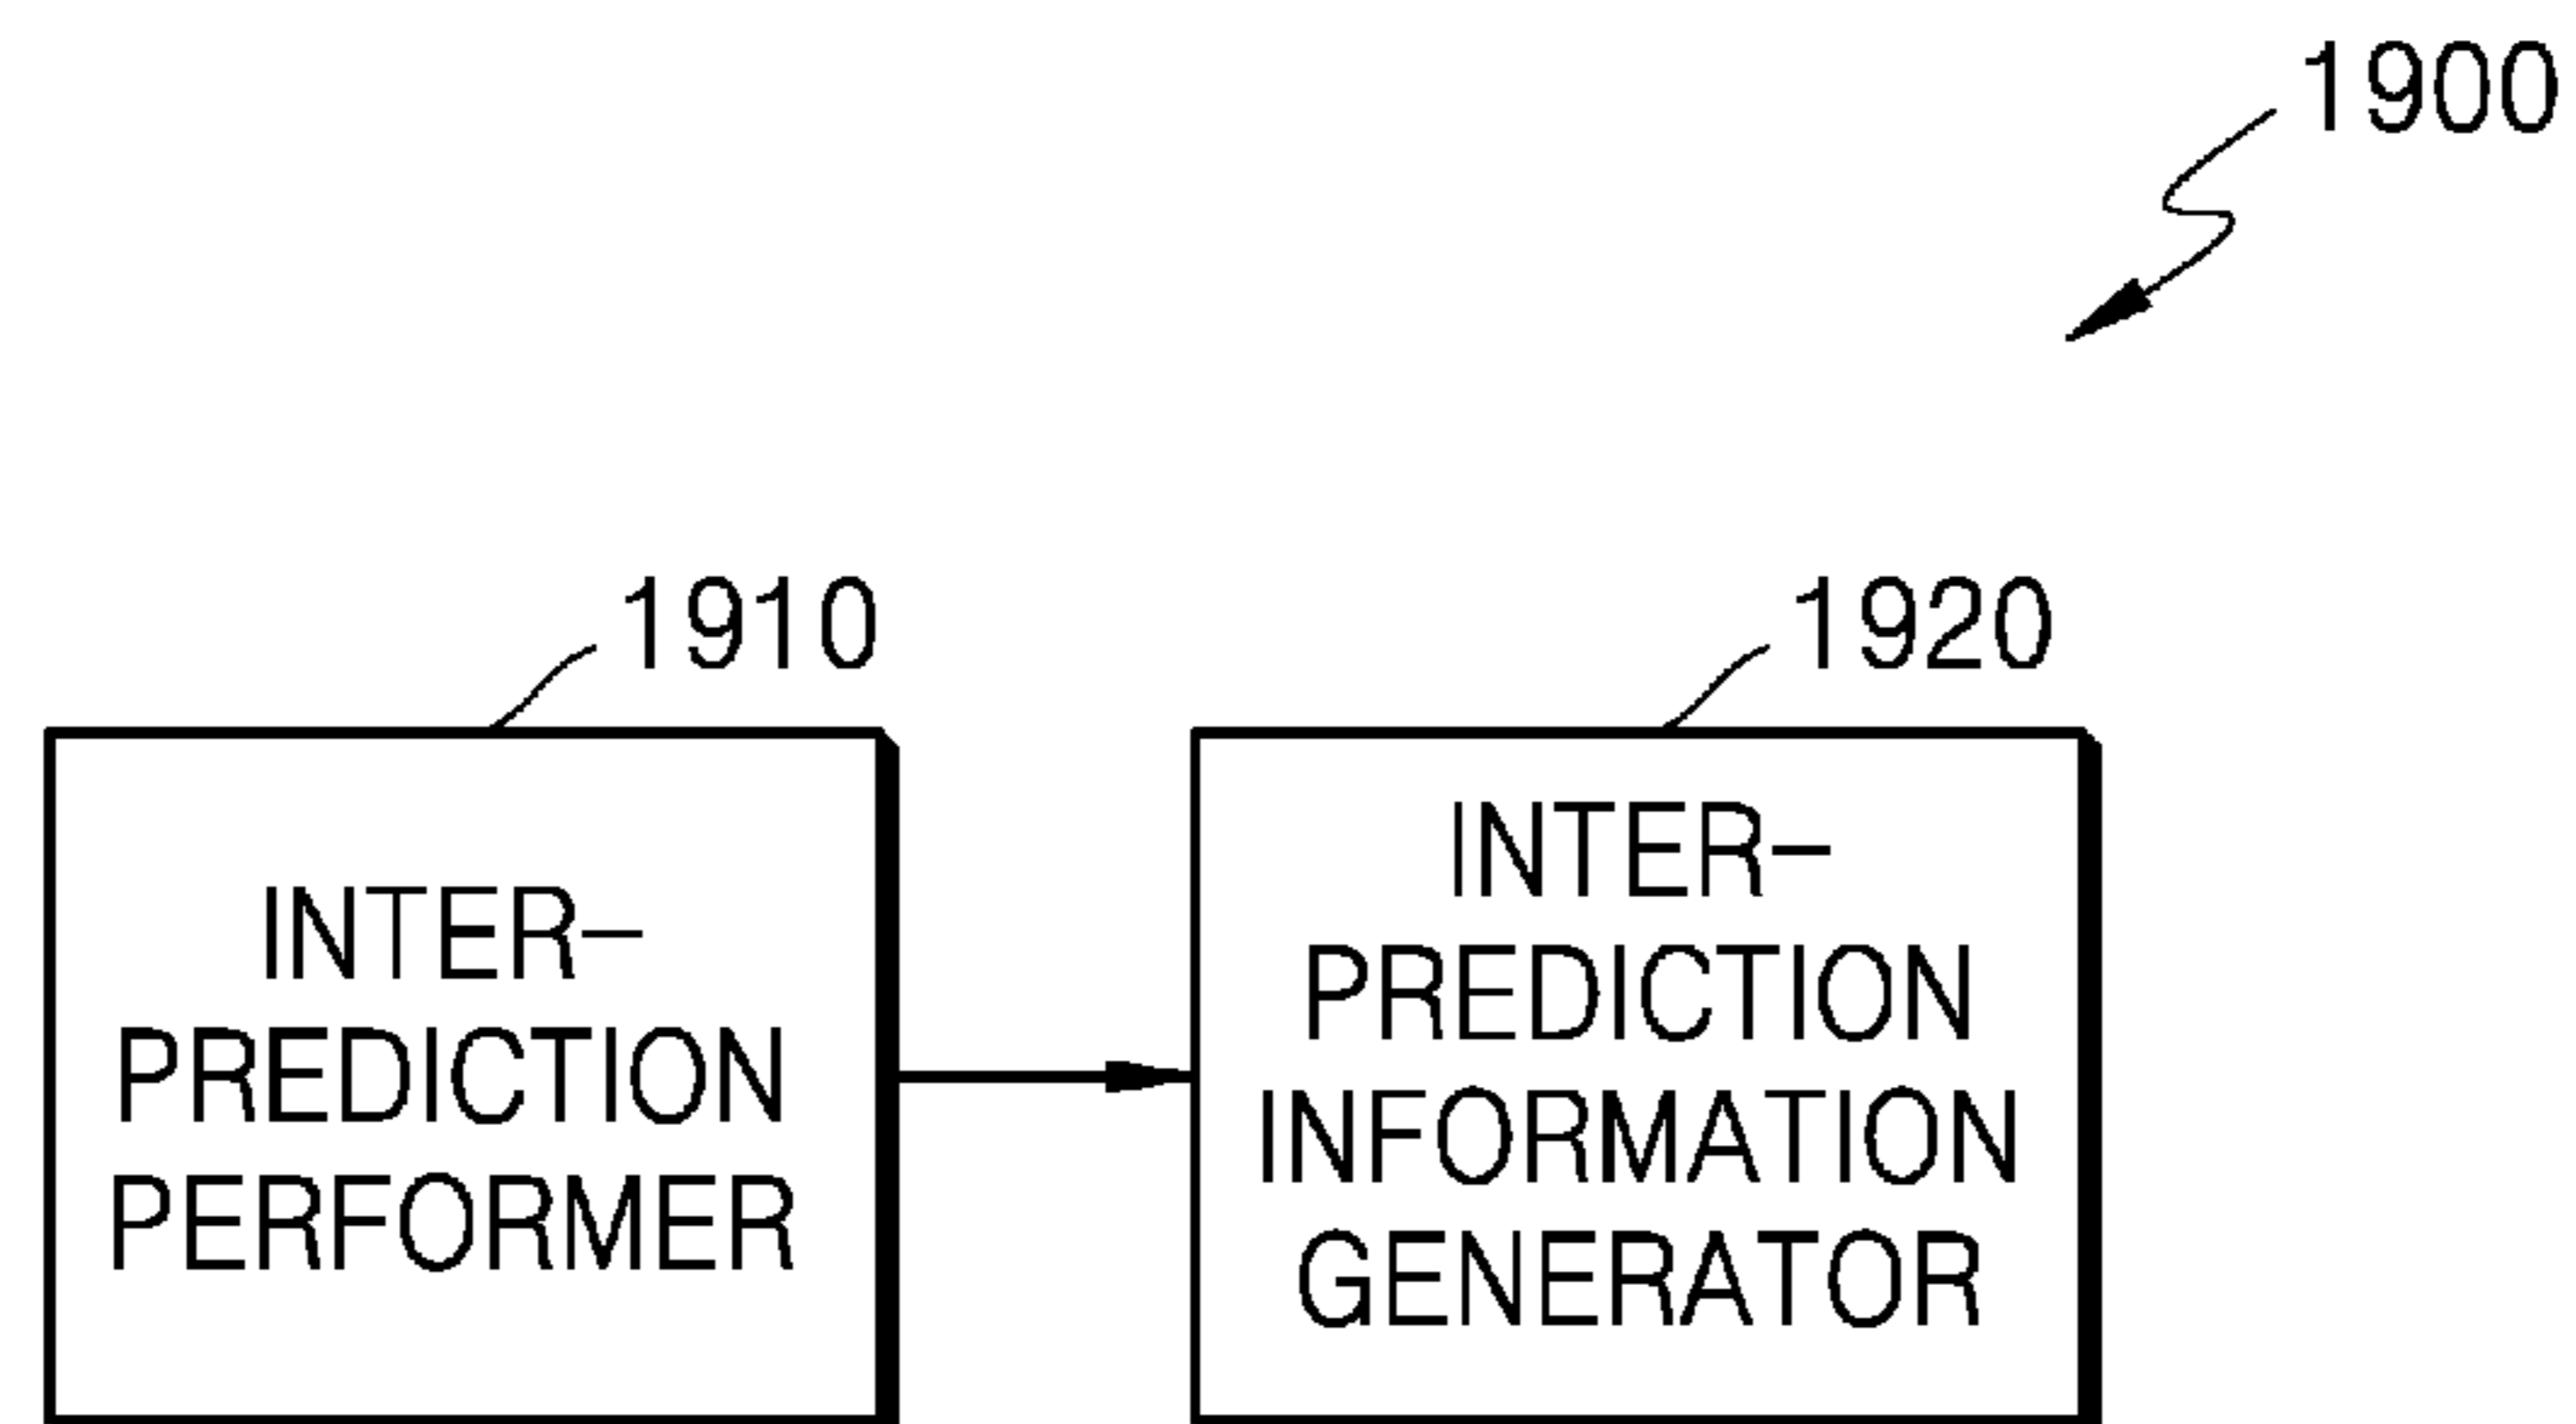 1900
1910
INTER-
PREDICTION
PERFORMER
1920
INTER-
PREDICTION
INFORMATION
GENERATOR